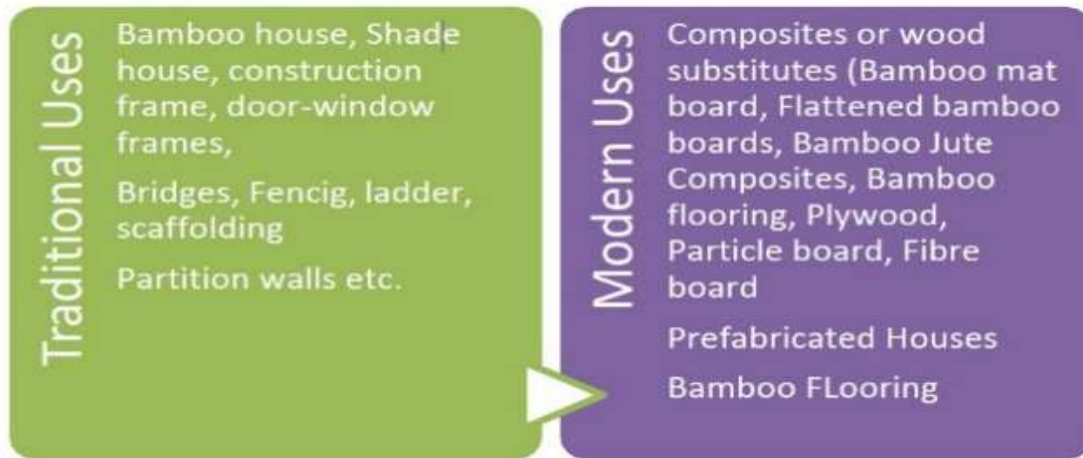 Traditional Uses
Bamboo house, Shade
house, construction
frame, door-window
frames,
Bridges, Fencig, ladder,
scaffolding
Partition walls etc.
Modern Uses
Composites or wood
substitutes (Bamboo mat
board, Flattened bamboo
boards, Bamboo Jute
Composites, Bamboo
flooring, Plywood,
Particle board, Fibre
board
Prefabricated Houses
Bamboo FLooring